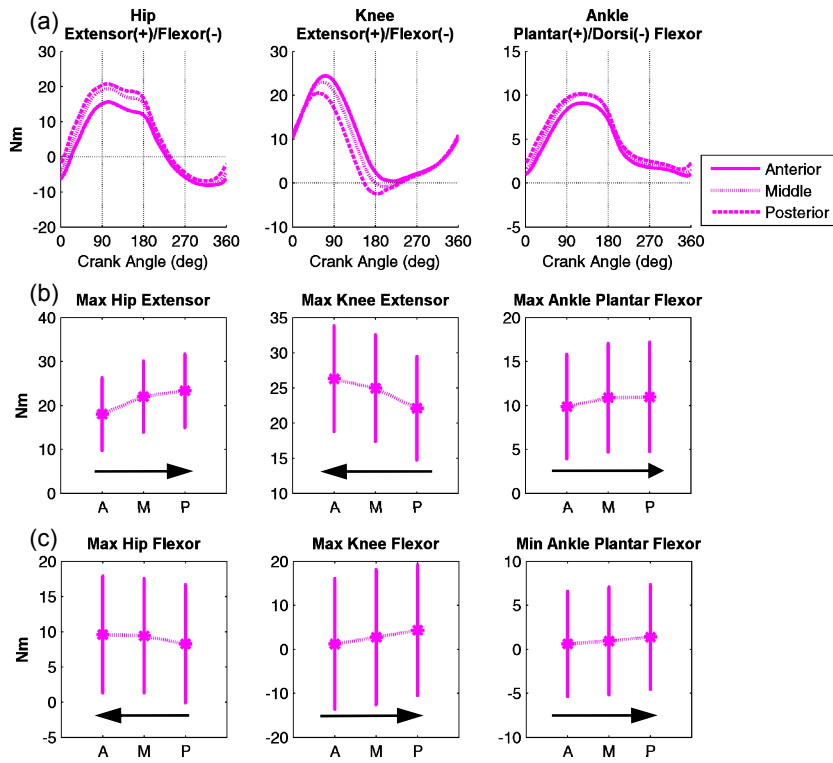 (a)
Hip
Extensor(+)/Flexor(-)
Knee
Extensor(+)/Flexor(-)
Ankle
Plantar(+)/Dorsi(-) Flexor
Nm
30
20
10
0
-10
-20
0 90 180 270 360
Crank Angle (deg)
30
20
10
0
-10
0 90 180 270 360
Crank Angle (deg)
15
10
5
0
-5
0 90 180 270 360
Crank Angle (deg)
Anterior
Middle
Posterior
(b)
Max Hip Extensor
Nm
40
30
20
10
0
A M P
Max Knee Extensor
35
30
25
20
15
10
A M P
Max Ankle Plantar Flexor
20
15
10
5
0
A M P
(c)
Max Hip Flexor
Nm
20
15
10
5
0
-5
A M P
Max Knee Flexor
20
10
0
-10
-20
A M P
Min Ankle Plantar Flexor
10
5
0
-5
-10
A M P